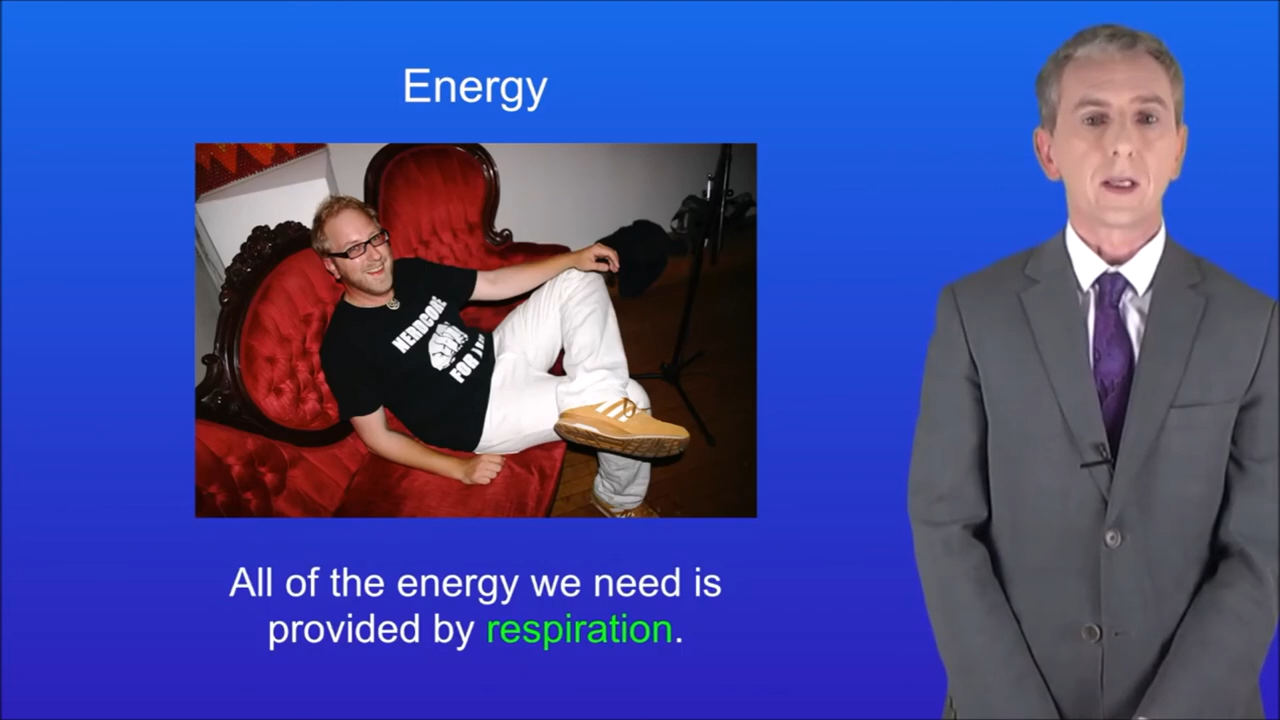 Energy
NERDCORE
FOR
All of the energy we need is
provided by respiration.